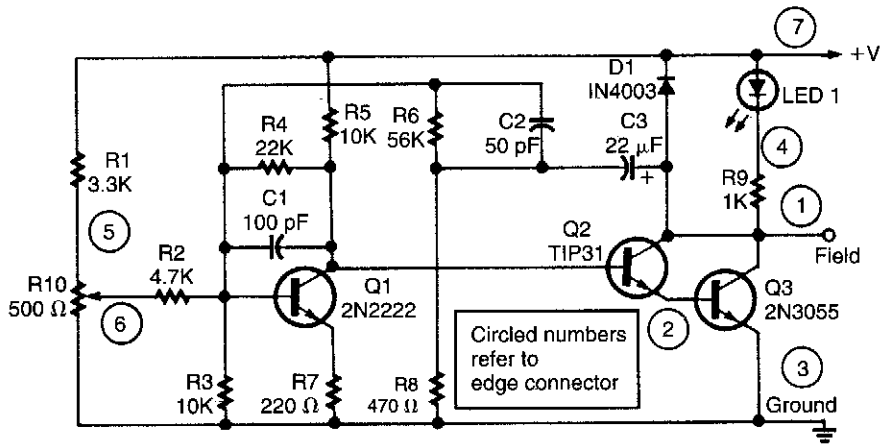 7
+V
D1
IN4003
LED 1
R5
10K
R6
56K
C2
50 pF
C3
22 µF
+
R4
22K
4
R1
3.3K
C1
100 pF
R9
1K
1
5
Field
R2
4.7K
Q2
TIP31
R10
500 Ω
6
Q1
2N2222
Q3
2N3055
2
Circled numbers
refer to
edge connector
3
R3
10K
R7
220 Ω
R8
470 Ω
Ground